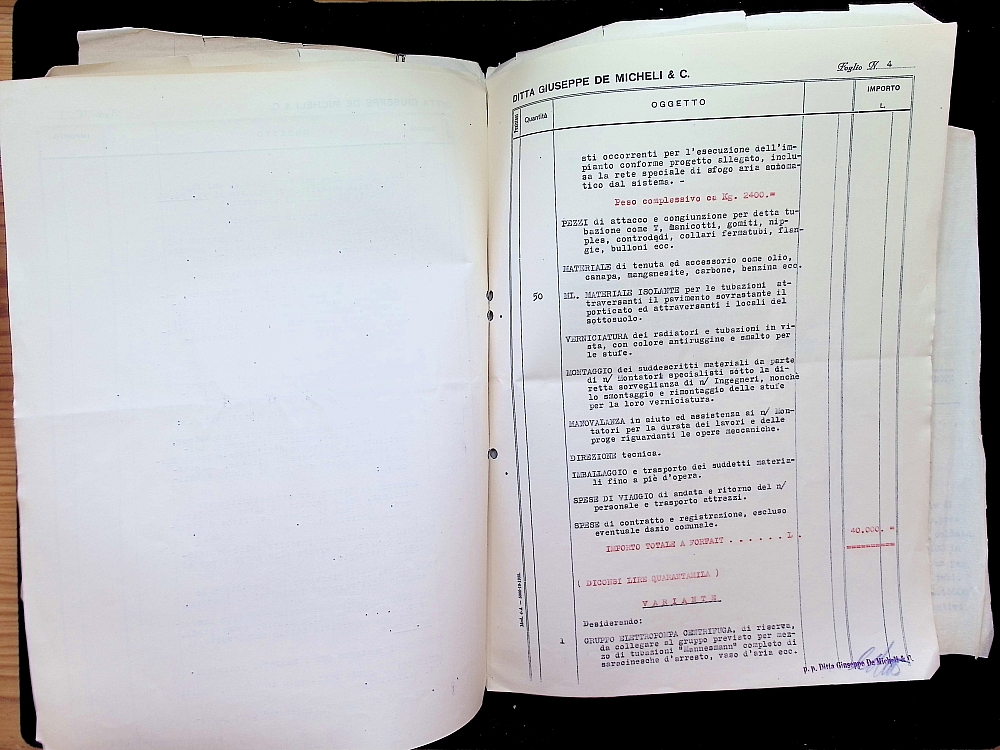 DITTA GIUSEPPE DE MICHELI & C.
Foglio N. 4
Quantità
OGGETTO
IMPORTO
L.
sti occorrenti per l'esecuzione dell'im-
pianto conforme progetto allegato, inclu-
sa la rete speciale di sfogo aria automa-
tico dal sistema. -
Peso complessivo ca Kg. 2400.=
PEZZI di attacco e congiunzione per detta tu-
bazione come T, manicotti, gomiti, nip-
ples, controdadi, collari fermatubi, flan-
gie, bulloni ecc.
MATERIALE di tenuta ed accessorio come olio,
canapa, manganesite, carbone, benzina ecc.
50 ML. MATERIALE ISOLANTE per le tubazioni at-
traversanti il pavimento sovrastante il
porticato ed attraversanti i locali del
sottosuolo.
VERNICIATURA dei radiatori e tubazioni in vi-
sta, con colore antiruggine e smalto per
le stufe.
MONTAGGIO dei suddescritti materiali da parte
di n/ Montatori specialisti sotto la di-
retta sorveglianza di n/ Ingegneri, nonchè
lo smontaggio e rimontaggio delle stufe
per la loro verniciatura.
MANOVALANZA in aiuto ed assistenza ai n/ Mon-
tatori per la durata dei lavori e delle
proge riguardanti le opere meccaniche.
DIREZIONE tecnica.
IMBALLAGGIO e trasporto dei suddetti materia-
li fino a piè d'opera.
SPESE DI VIAGGIO di andata e ritorno del n/
personale e trasporto attrezzi.
SPESE di contratto e registrazione, escluso
eventuale dazio comunale.
IMPORTO TOTALE A FORFAIT . . . . . . L. 40.000. =
( DICONSI LIRE QUARANTAMILA )
VARIANTE
Desiderando:
1 GRUPPO ELETTROPOMPA CENTRIFUGA, di riserva,
da collegare al gruppo previsto per mez-
zo di tubazioni "Mannesmann" completo di
saracinesche d'arresto, vaso d'aria ecc.
p. p. Ditta Giuseppe De Micheli & C.